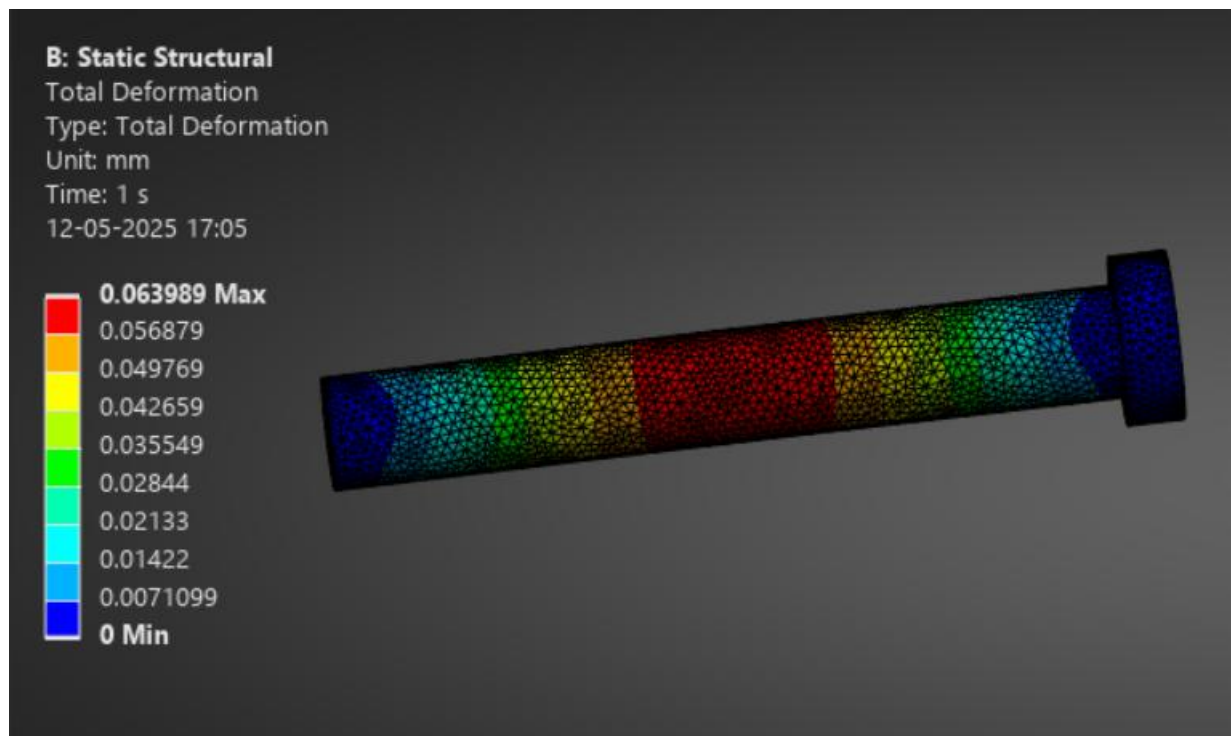 B: Static Structural
Total Deformation
Type: Total Deformation
Unit: mm
Time: 1 s
12-05-2025 17:05
0.063989 Max
0.056879
0.049769
0.042659
0.035549
0.02844
0.02133
0.01422
0.0071099
0 Min